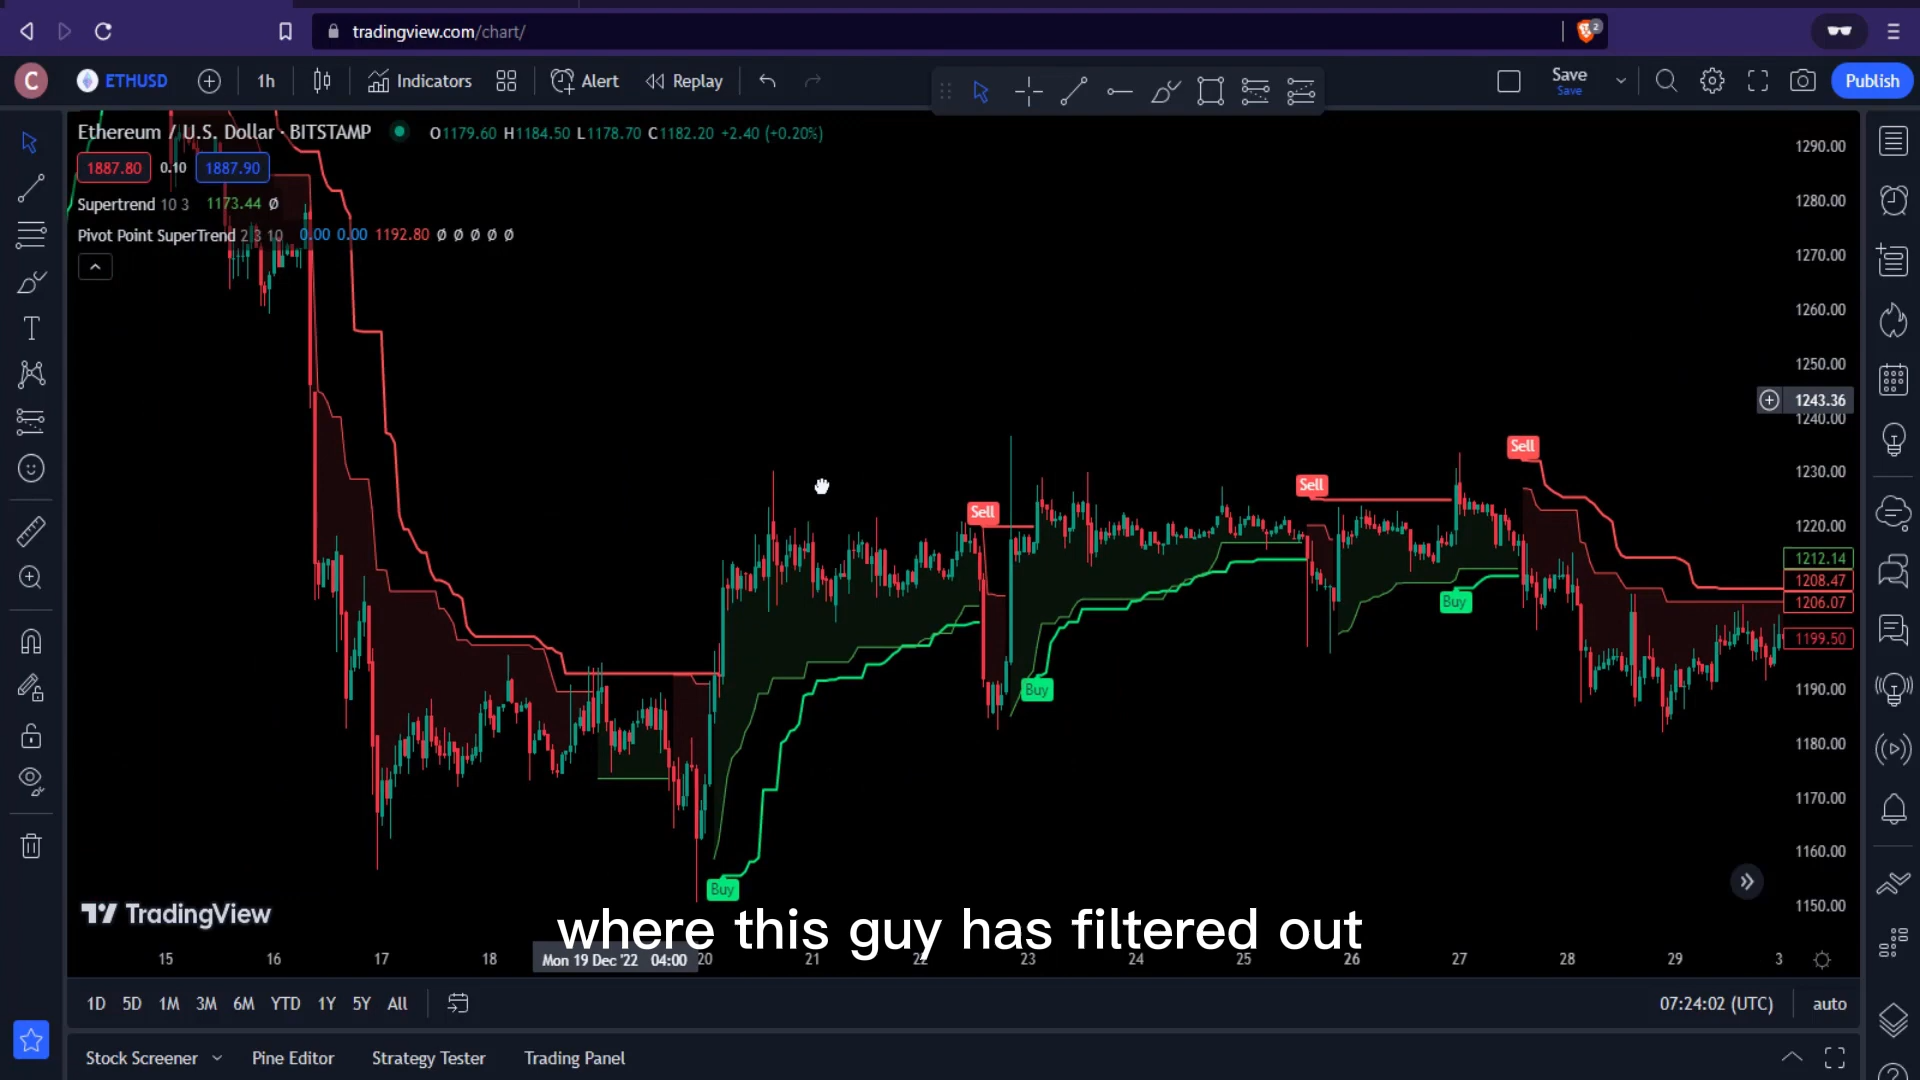 tradingview.com/chart/
2
C
ETHUSD
1h
Indicators
Alert
Replay
Save
Save
Publish
Ethereum / U.S. Dollar · BITSTAMP
O1179.60 H1184.50 L1178.70 C1182.20 +2.40 (+0.20%)
1887.80 0.10 1887.90
Supertrend 10 3 1173.44 Ø
Pivot Point SuperTrend 2 3 10 0.00 0.00 1192.80 Ø Ø Ø Ø Ø
1290.00
1280.00
1270.00
1260.00
1250.00
1243.36
1240.00
1230.00
1220.00
1212.14
1208.47
1206.07
1199.50
1190.00
1180.00
1170.00
1160.00
1150.00
Sell
Sell
Sell
Buy
Buy
Buy
TradingView
where this guy has filtered out
15 16 17 18 Mon 19 Dec '22 04:00 20 21 22 23 24 25 26 27 28 29 3
1D 5D 1M 3M 6M YTD 1Y 5Y All
07:24:02 (UTC) auto
Stock Screener Pine Editor Strategy Tester Trading Panel